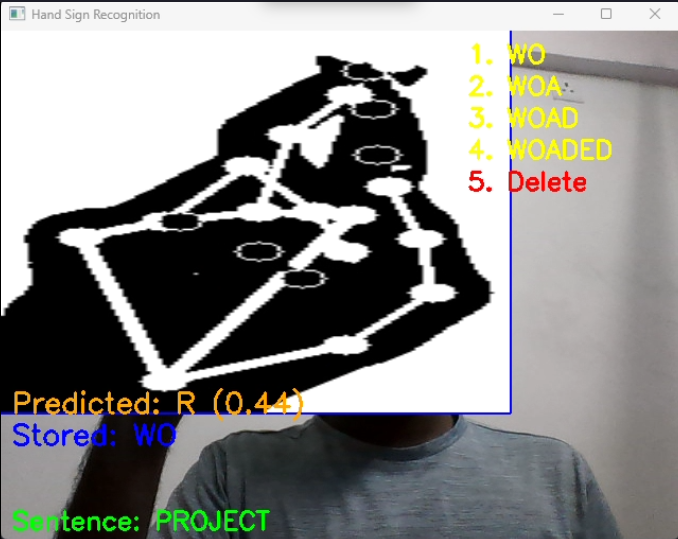 Hand Sign Recognition
1. WO
2. WOA
3. WOAD
4. WOADED
5. Delete
Predicted: R (0.44)
Stored: WO
Sentence: PROJECT